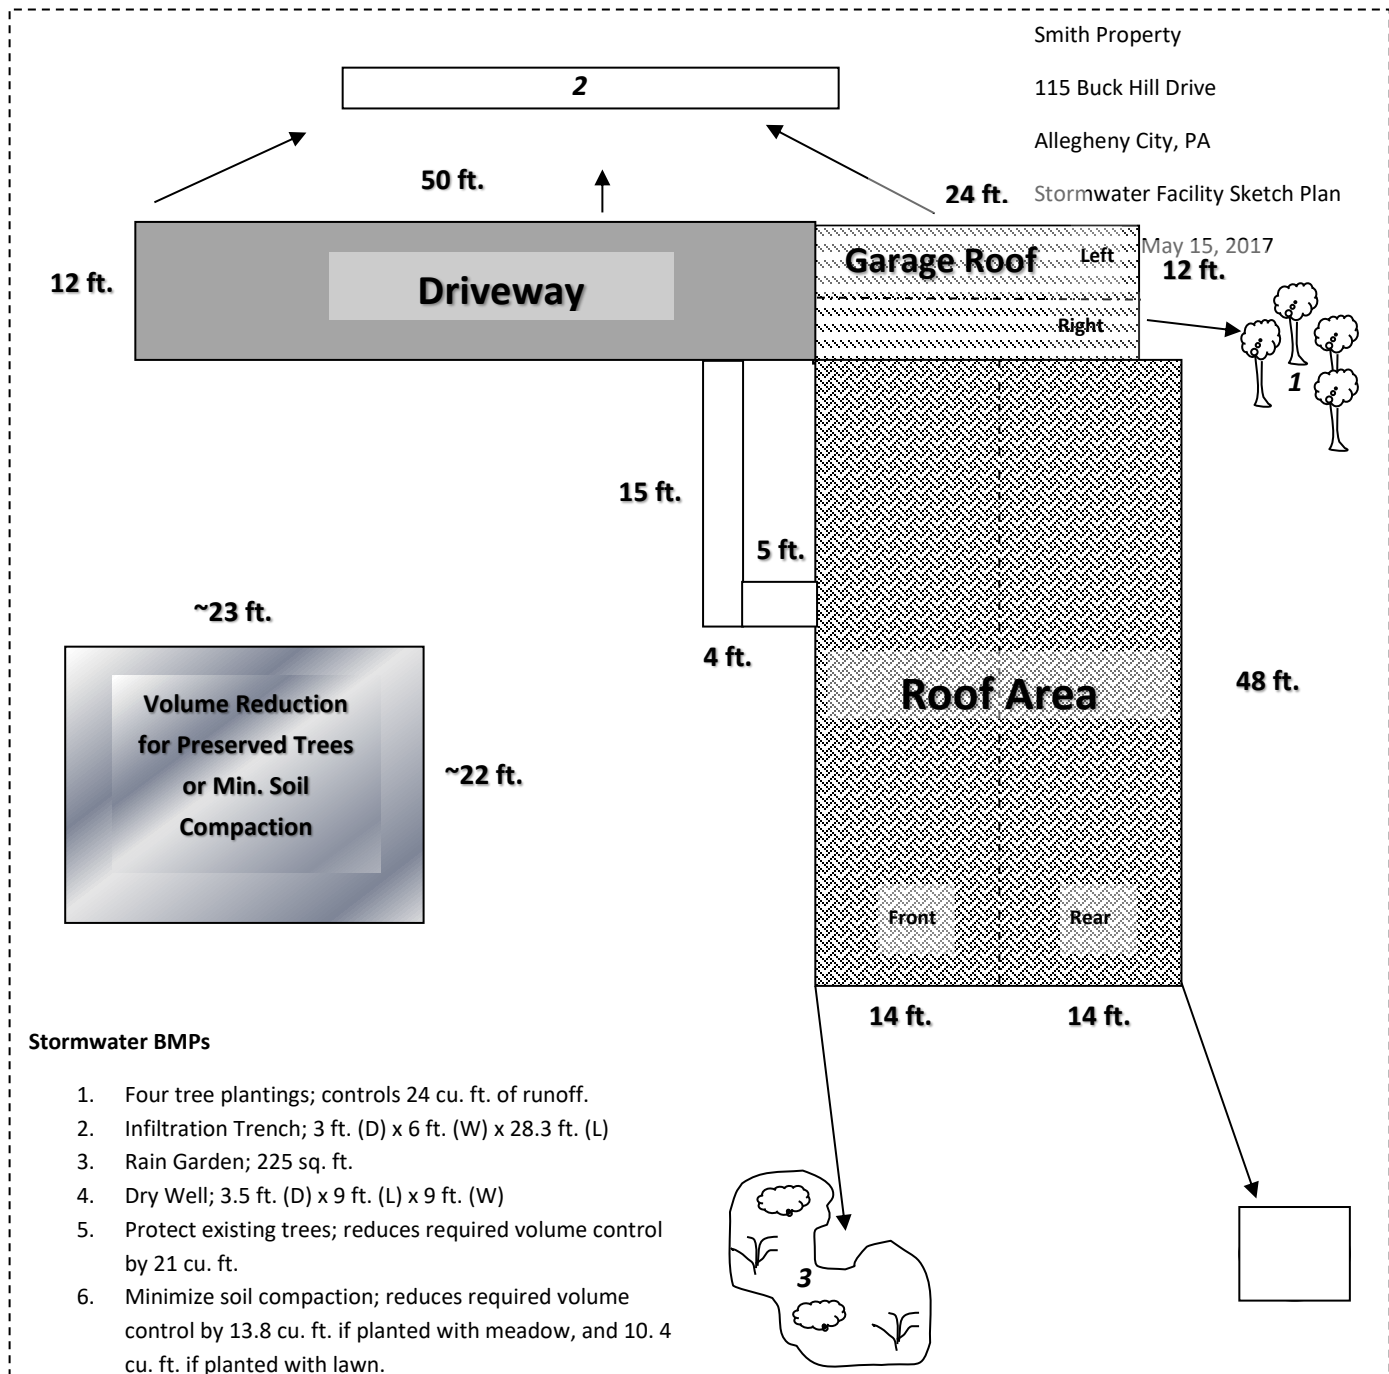 Smith Property
115 Buck Hill Drive
Allegheny City, PA
Stormwater Facility Sketch Plan
May 15, 2017
2
50 ft.
24 ft.
12 ft.
Driveway
Garage Roof
Left
Right
12 ft.
1
15 ft.
5 ft.
4 ft.
~23 ft.
Volume Reduction
for Preserved Trees
or Min. Soil
Compaction
~22 ft.
Roof Area
48 ft.
Front
Rear
14 ft.
14 ft.
Stormwater BMPs
1. Four tree plantings; controls 24 cu. ft. of runoff.
2. Infiltration Trench; 3 ft. (D) x 6 ft. (W) x 28.3 ft. (L)
3. Rain Garden; 225 sq. ft.
4. Dry Well; 3.5 ft. (D) x 9 ft. (L) x 9 ft. (W)
5. Protect existing trees; reduces required volume control
by 21 cu. ft.
6. Minimize soil compaction; reduces required volume
control by 13.8 cu. ft. if planted with meadow, and 10. 4
cu. ft. if planted with lawn.
3